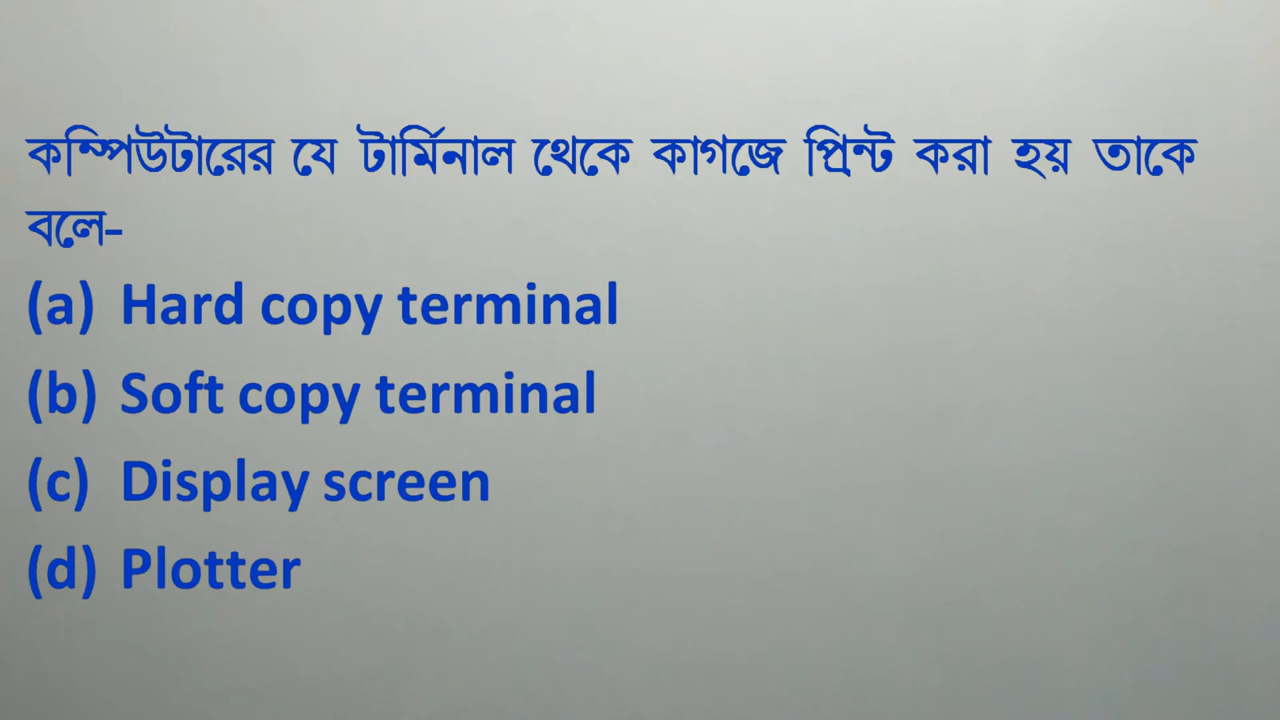 কম্পিউটারের যে টার্মিনাল থেকে কাগজে প্রিন্ট করা হয় তাকে
বলে-
(a) Hard copy terminal
(b) Soft copy terminal
(c) Display screen
(d) Plotter